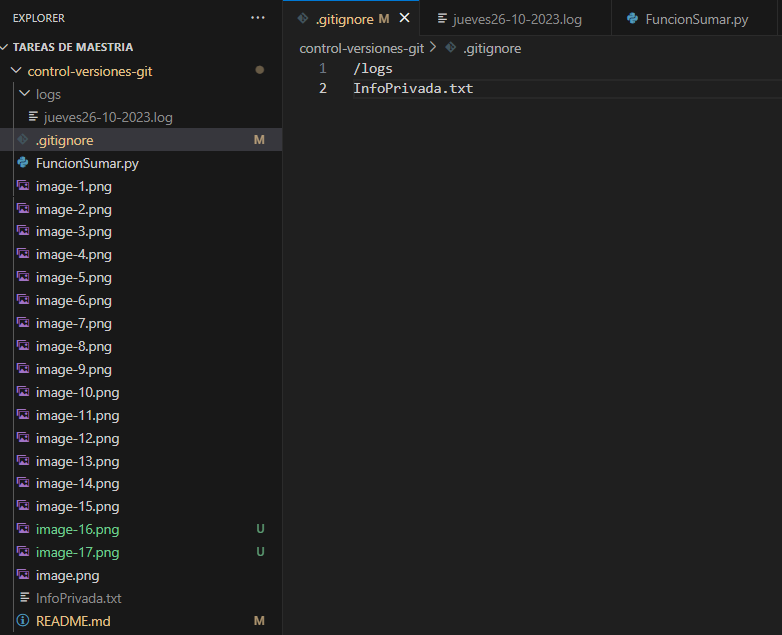 EXPLORER ...
TAREAS DE MAESTRIA
control-versiones-git
logs
jueves26-10-2023.log
.gitignore M
FuncionSumar.py
image-1.png
image-2.png
image-3.png
image-4.png
image-5.png
image-6.png
image-7.png
image-8.png
image-9.png
image-10.png
image-11.png
image-12.png
image-13.png
image-14.png
image-15.png
image-16.png U
image-17.png U
image.png
InfoPrivada.txt
README.md M
.gitignore M jueves26-10-2023.log FuncionSumar.py
control-versiones-git > .gitignore
1 /logs
2 InfoPrivada.txt